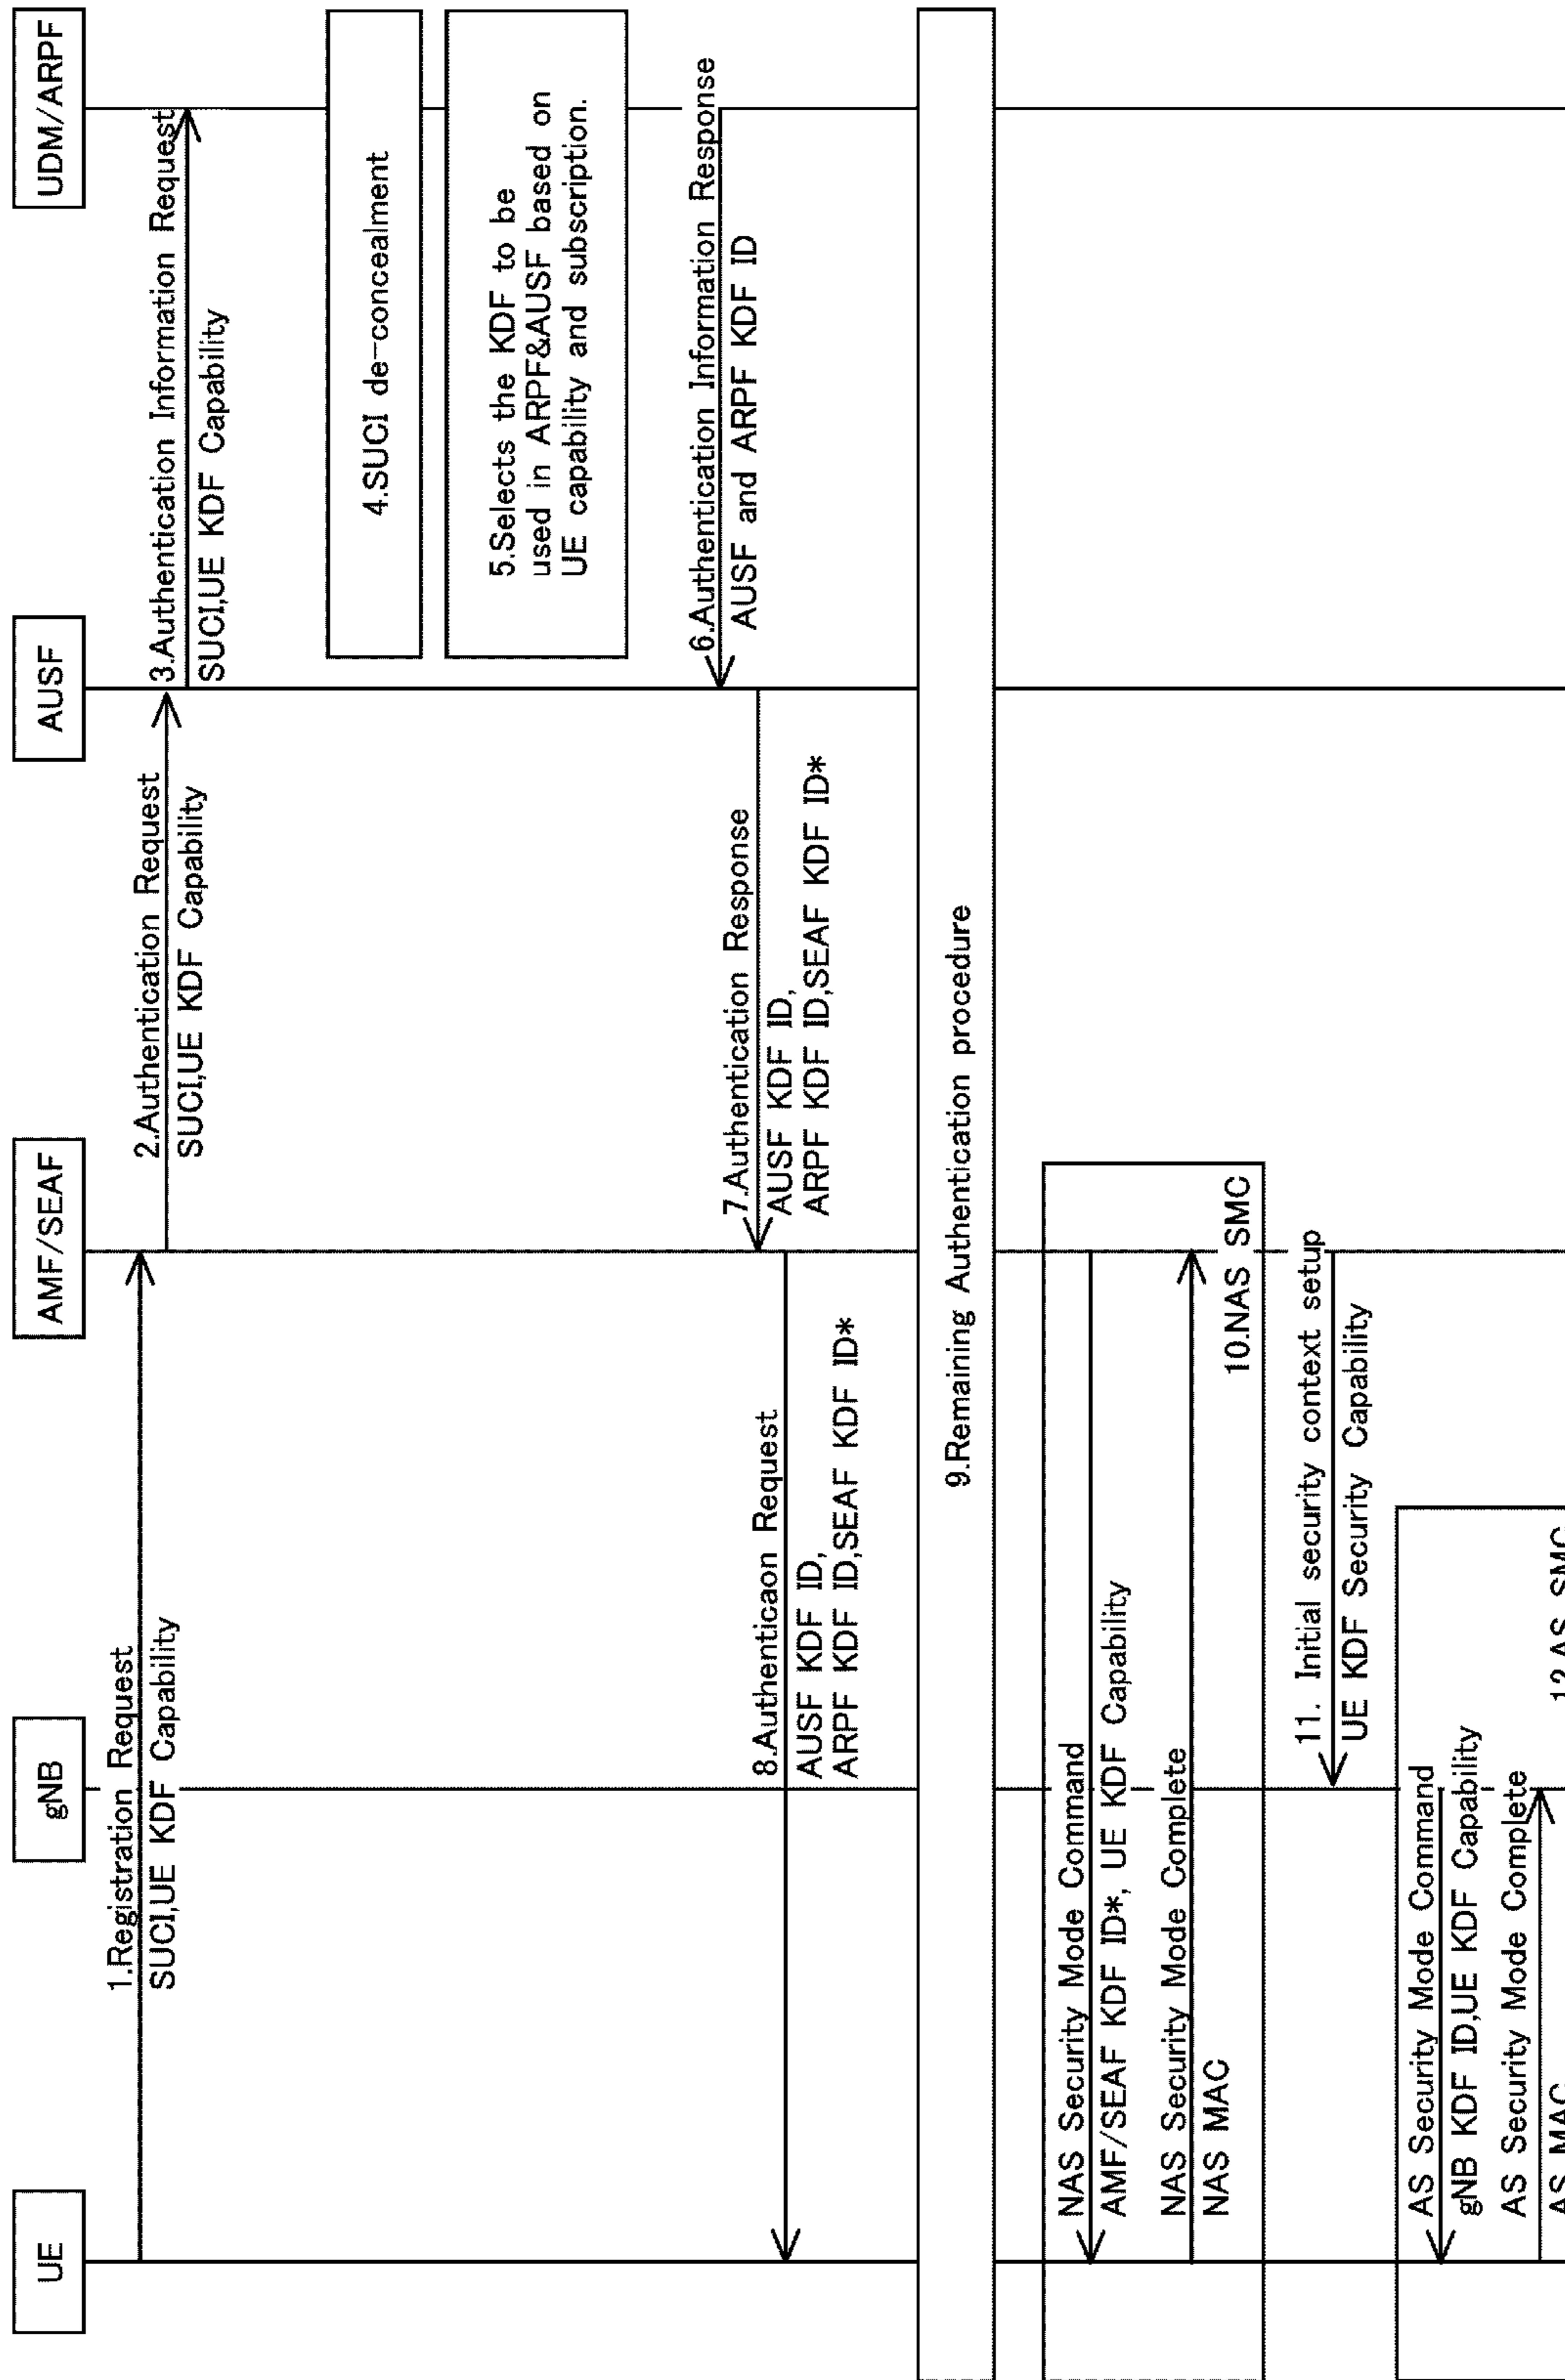 UE
gNB
AMF/SEAF
AUSF
UDM/ARPF
1.Registration Request
SUCI,UE KDF Capability
2.Authentication Request
SUCI,UE KDF Capability
3.Authentication Information Request
SUCI,UE KDF Capability
4.SUCI de-concealment
5.Selects the KDF to be
used in ARPF&AUSF based on
UE capability and subscription.
6.Authentication Information Response
AUSF and ARPF KDF ID
7.Authentication Response
AUSF KDF ID,
ARPF KDF ID,SEAF KDF ID*
8.Authenticaon Request
AUSF KDF ID,
ARPF KDF ID,SEAF KDF ID*
9.Remaining Authentication procedure
NAS Security Mode Command
AMF/SEAF KDF ID*, UE KDF Capability
NAS Security Mode Complete
NAS MAC
10.NAS SMC
11. Initial security context setup
UE KDF Security Capability
AS Security Mode Command
gNB KDF ID,UE KDF Capability
AS Security Mode Complete
AS MAC
12.AS SMC